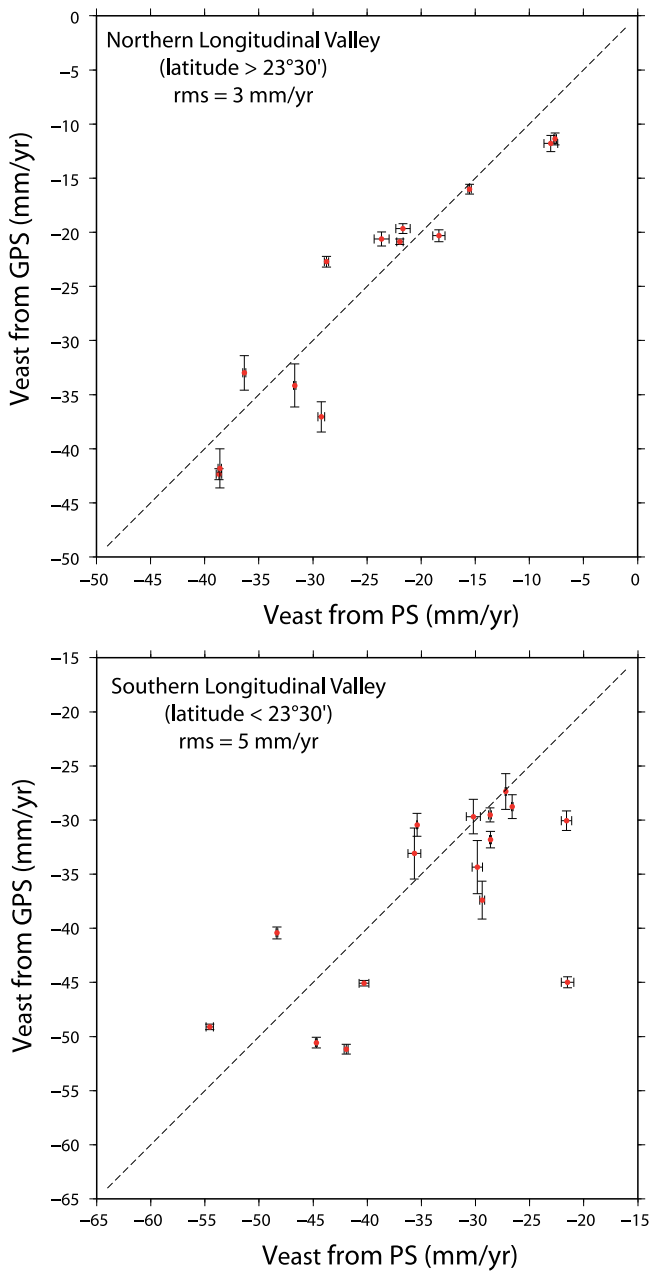 Northern Longitudinal Valley
(latitude > 23°30')
rms = 3 mm/yr
Veast from GPS (mm/yr)
0
−5
−10
−15
−20
−25
−30
−35
−40
−45
−50
−50 −45 −40 −35 −30 −25 −20 −15 −10 −5 0
Veast from PS (mm/yr)
Southern Longitudinal Valley
(latitude < 23°30')
rms = 5 mm/yr
Veast from GPS (mm/yr)
−15
−20
−25
−30
−35
−40
−45
−50
−55
−60
−65
−65 −60 −55 −50 −45 −40 −35 −30 −25 −20 −15
Veast from PS (mm/yr)